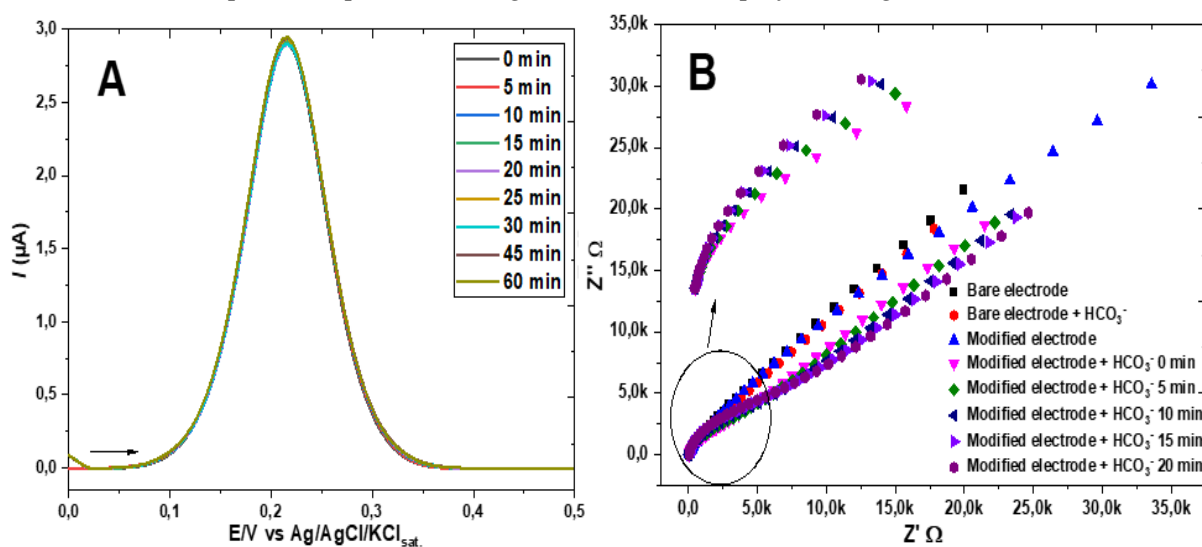 A
0 min
5 min
10 min
15 min
20 min
25 min
30 min
45 min
60 min
3,0
2,5
2,0
1,5
1,0
0,5
0,0
I (µA)
0,0 0,1 0,2 0,3 0,4 0,5
E/V vs Ag/AgCl/KCl sat.
B
35,0k
30,0k
25,0k
20,0k
15,0k
10,0k
5,0k
0,0
Z'' Ω
Bare electrode
Bare electrode + HCO₃⁻
Modified electrode
Modified electrode + HCO₃⁻ 0 min
Modified electrode + HCO₃⁻ 5 min
Modified electrode + HCO₃⁻ 10 min
Modified electrode + HCO₃⁻ 15 min
Modified electrode + HCO₃⁻ 20 min
0,0 5,0k 10,0k 15,0k 20,0k 25,0k 30,0k 35,0k
Z' Ω